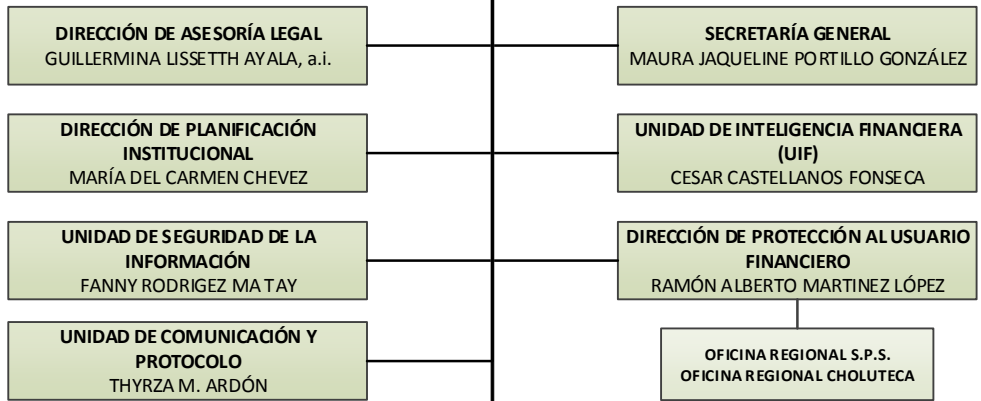 DIRECCIÓN DE ASESORÍA LEGAL
GUILLERMINA LISSETTH AYALA, a.i.
SECRETARÍA GENERAL
MAURA JAQUELINE PORTILLO GONZÁLEZ
DIRECCIÓN DE PLANIFICACIÓN
INSTITUCIONAL
MARÍA DEL CARMEN CHEVEZ
UNIDAD DE INTELIGENCIA FINANCIERA
(UIF)
CESAR CASTELLANOS FONSECA
UNIDAD DE SEGURIDAD DE LA
INFORMACIÓN
FANNY RODRIGEZ MATAY
DIRECCIÓN DE PROTECCIÓN AL USUARIO
FINANCIERO
RAMÓN ALBERTO MARTINEZ LÓPEZ
UNIDAD DE COMUNICACIÓN Y
PROTOCOLO
THYRZA M. ARDÓN
OFICINA REGIONAL S.P.S.
OFICINA REGIONAL CHOLUTECA